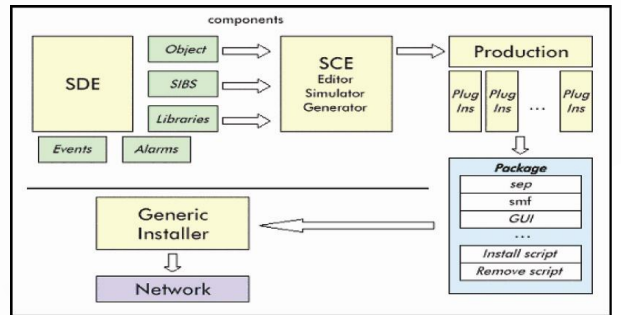 components
SDE
Object
SIBS
Libraries
Events
Alarms
SCE
Editor
Simulator
Generator
Production
Plug
Ins
Plug
Ins
...
Plug
Ins
Package
sep
smf
GUI
...
Install script
Remove script
Generic
Installer
Network